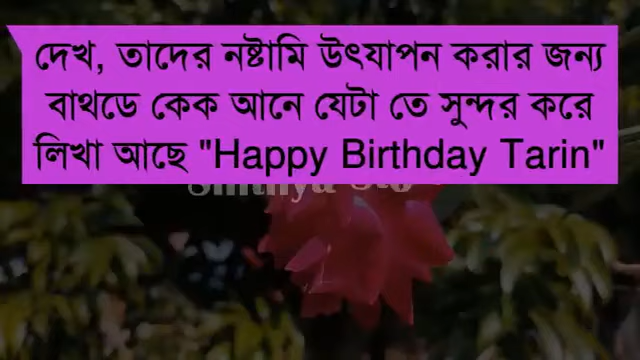 দেখ, তাদের নষ্টামি উৎযাপন করার জন্য
বাথডে কেক আনে যেটা তে সুন্দর করে
লিখা আছে "Happy Birthday Tarin"